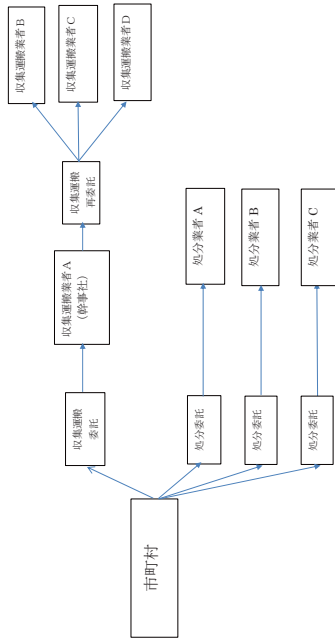 市町村
収集運搬
委託
収集運搬業者A
（幹事社）
収集運搬
再委託
収集運搬業者B
収集運搬業者C
収集運搬業者D
処分委託
処分業者 A
処分委託
処分業者 B
処分委託
処分業者 C